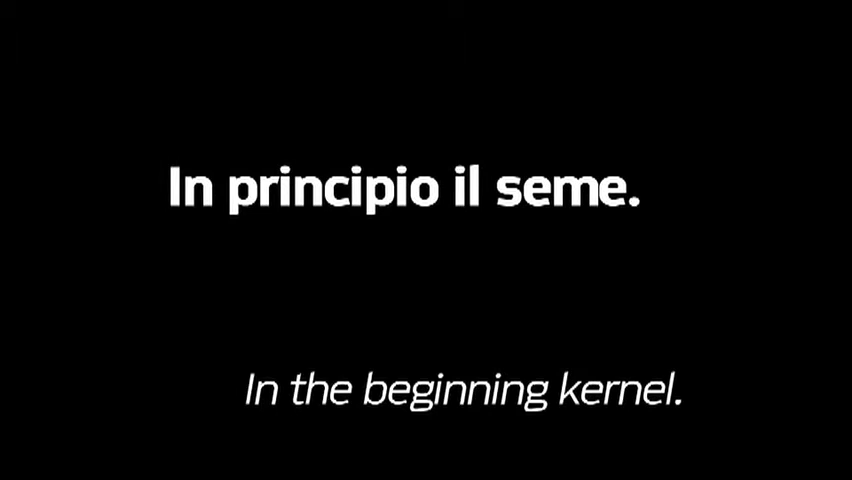 In principio il seme.
In the beginning kernel.